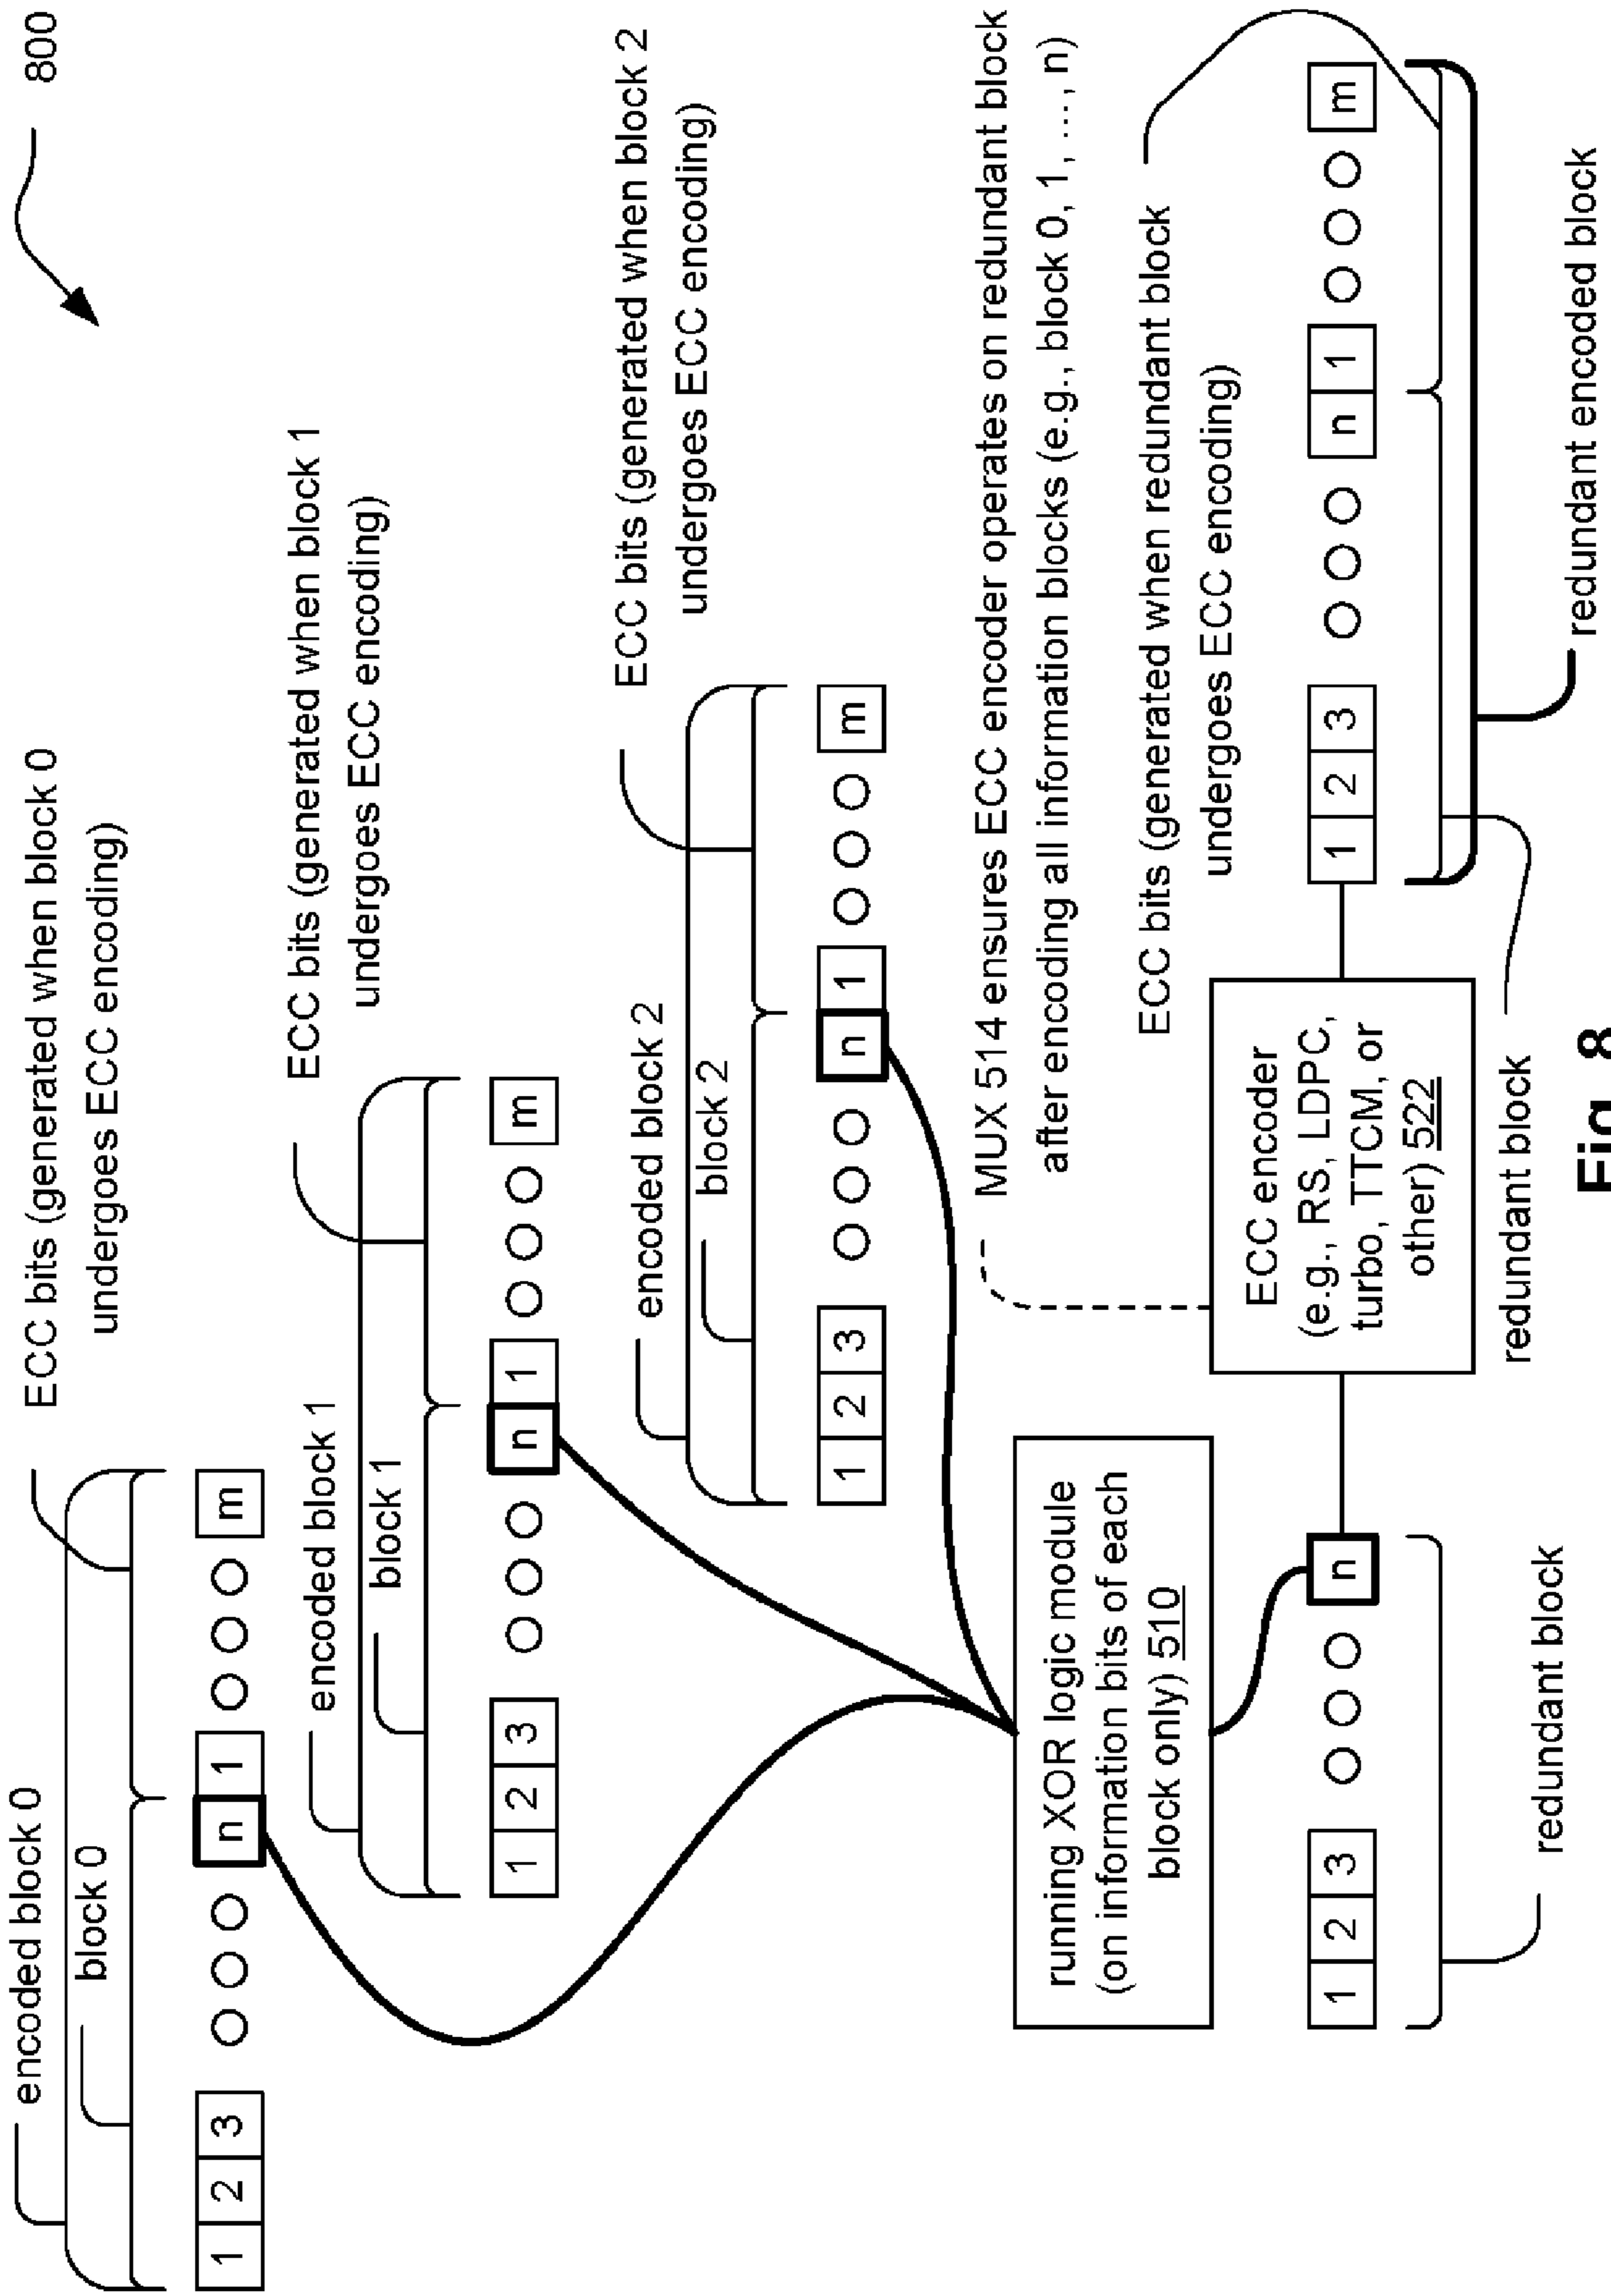 800
encoded block 0
block 0
ECC bits (generated when block 0
undergoes ECC encoding)
1 2 3 n 1 m
encoded block 1
block 1
ECC bits (generated when block 1
undergoes ECC encoding)
1 2 3 n 1 m
encoded block 2
block 2
ECC bits (generated when block 2
undergoes ECC encoding)
1 2 3 n 1 m
MUX 514 ensures ECC encoder operates on redundant block
after encoding all information blocks (e.g., block 0, 1, ..., n)
running XOR logic module
(on information bits of each
block only) 510
ECC encoder
(e.g., RS, LDPC,
turbo, TTCM, or
other) 522
ECC bits (generated when redundant block
undergoes ECC encoding)
1 2 3 n
1 2 3 n 1 m
redundant block
redundant block
redundant encoded block
Fig. 8